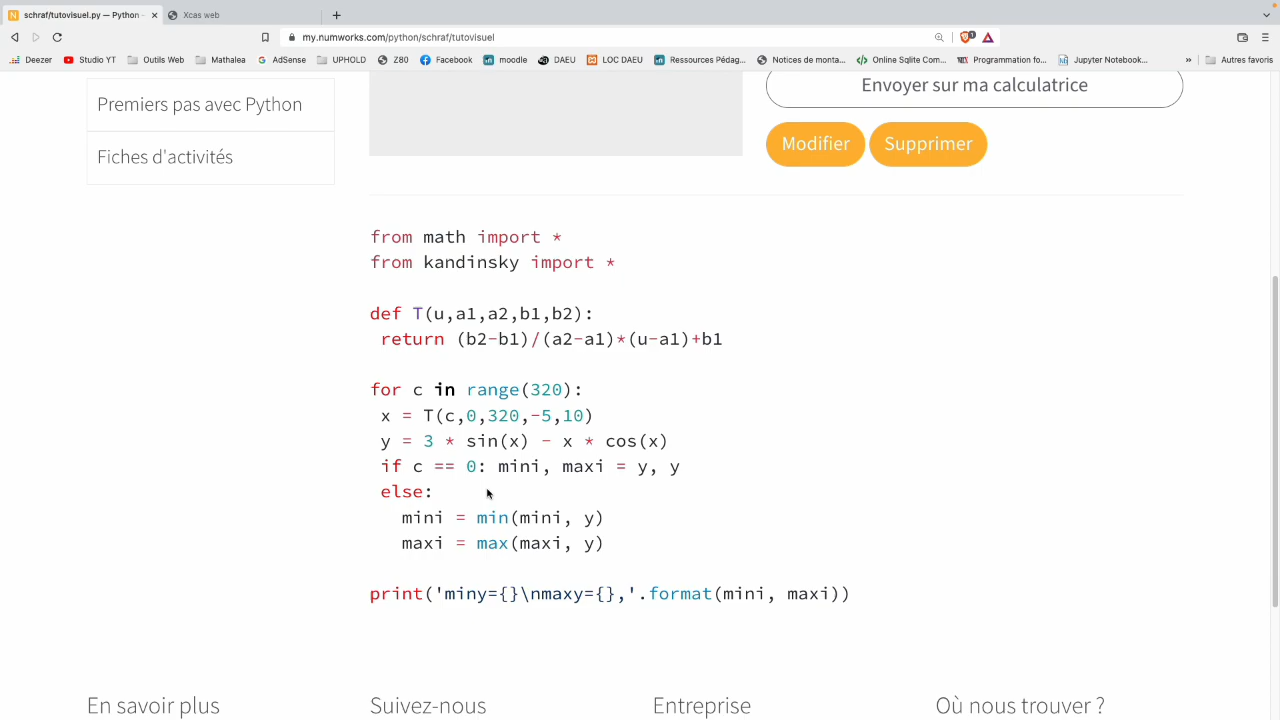 schraf/tutovisuel.py — Python -
Xcas web
my.numworks.com/python/schraf/tutovisuel
Deezer
Studio YT
Outils Web
Mathalea
AdSense
UPHOLD
Z80
Facebook
moodle
DAEU
LOC DAEU
Ressources Pédag...
Notices de monta...
Online Sqlite Com...
Programmation fo...
Jupyter Notebook...
»
Autres favoris
Premiers pas avec Python
Fiches d'activités
Envoyer sur ma calculatrice
Modifier
Supprimer
from math import *
from kandinsky import *
def T(u,a1,a2,b1,b2):
return (b2-b1)/(a2-a1)*(u-a1)+b1
for c in range(320):
x = T(c,0,320,-5,10)
y = 3 * sin(x) - x * cos(x)
if c == 0: mini, maxi = y, y
else:
mini = min(mini, y)
maxi = max(maxi, y)
print('miny={}\nmaxy={},'.format(mini, maxi))
En savoir plus
Suivez-nous
Entreprise
Où nous trouver ?